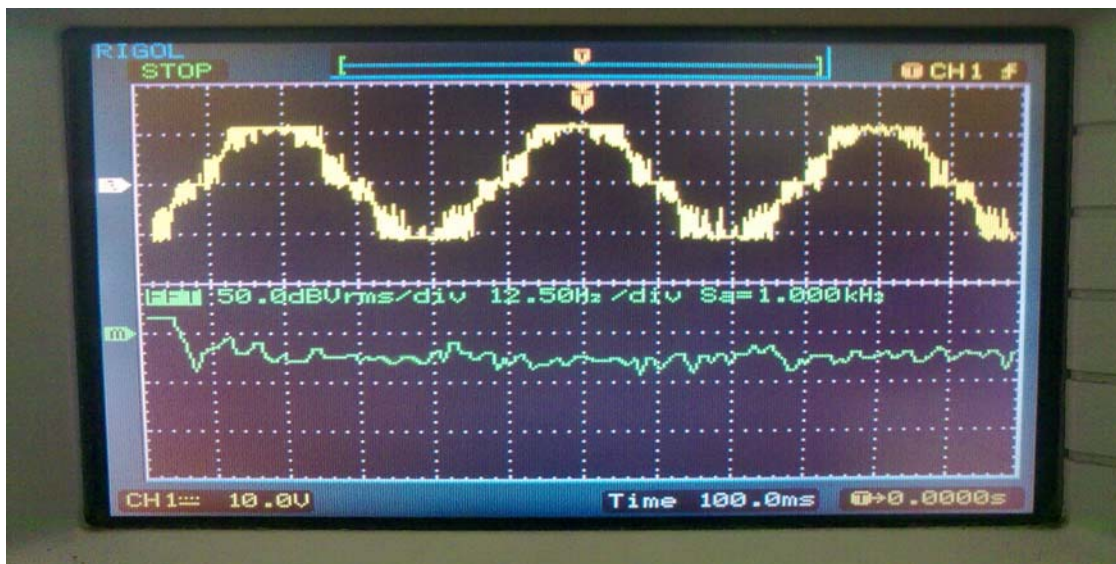 RIGOL
STOP
T CH1
T
T
FFT :50.0dBVrms/div 12.50Hz/div Sa=1.000kHz
m
CH1 10.0V Time 100.0ms T→0.0000s